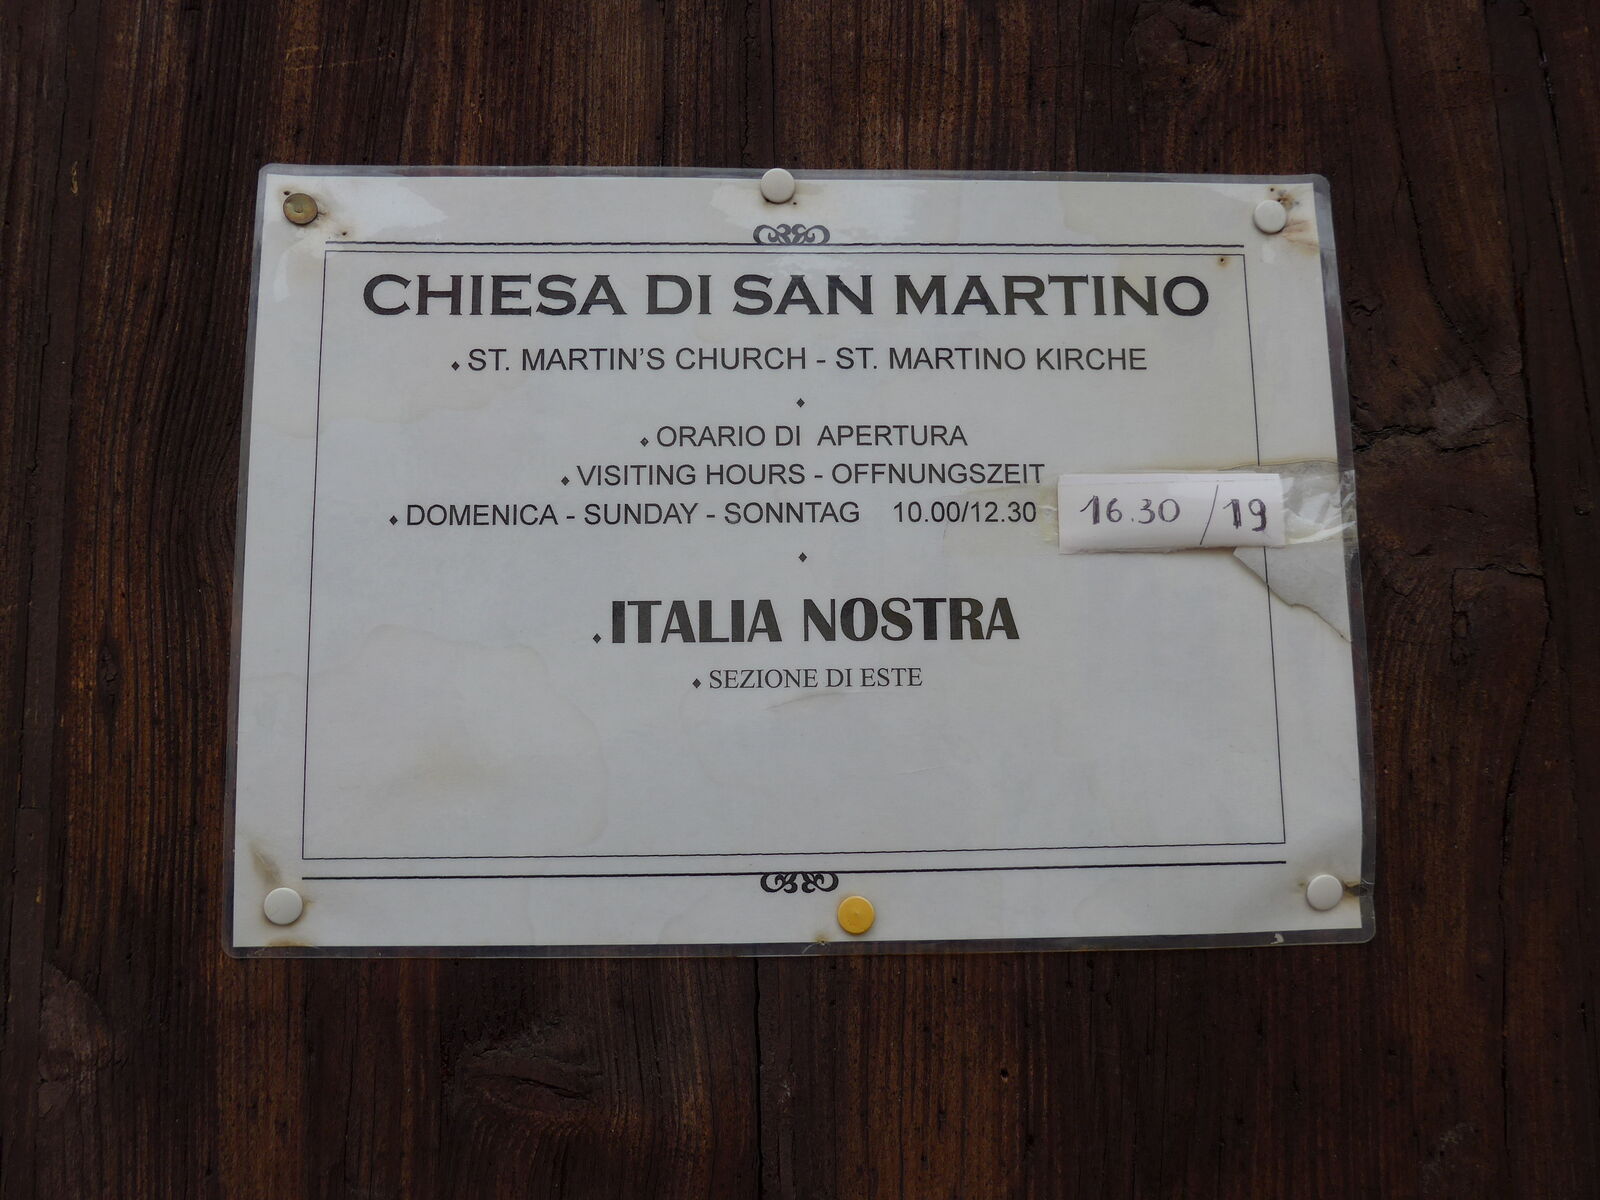 CHIESA DI SAN MARTINO
ST. MARTIN'S CHURCH - ST. MARTINO KIRCHE
ORARIO DI APERTURA
VISITING HOURS - OFFNUNGSZEIT
DOMENICA - SUNDAY - SONNTAG 10.00/12.30 16.30 /19
ITALIA NOSTRA
SEZIONE DI ESTE